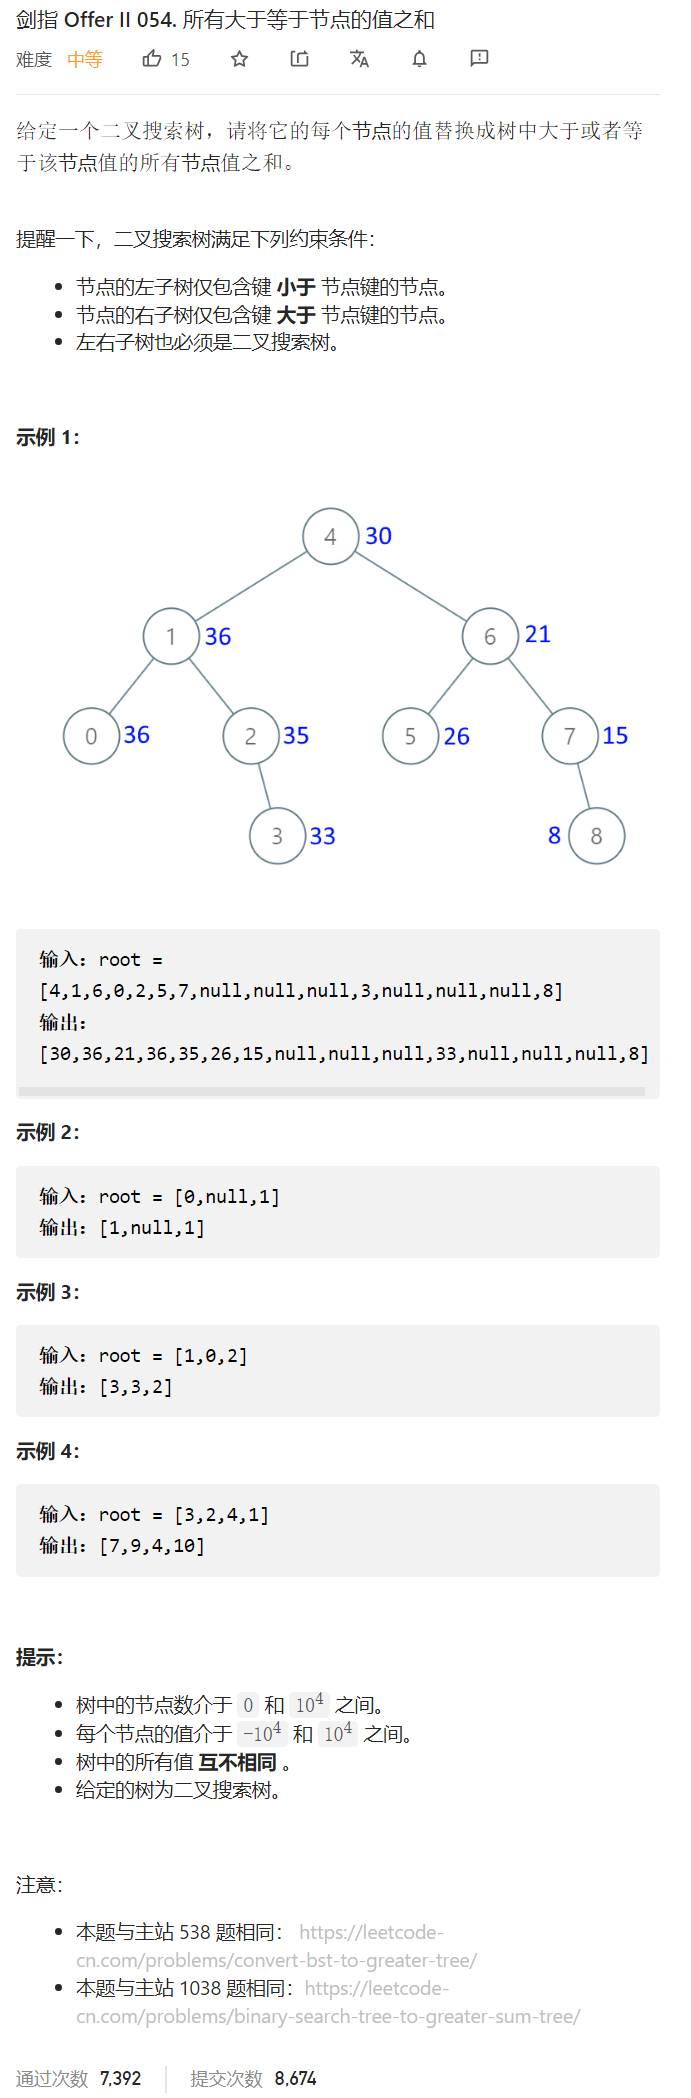 剑指 Offer II 054. 所有大于等于节点的值之和
难度 中等 15
给定一个二叉搜索树，请将它的每个节点的值替换成树中大于或者等
于该节点值的所有节点值之和。
提醒一下，二叉搜索树满足下列约束条件：
节点的左子树仅包含键 小于 节点键的节点。
节点的右子树仅包含键 大于 节点键的节点。
左右子树也必须是二叉搜索树。
示例 1：
4 30
1 36 6 21
0 36 2 35 5 26 7 15
3 33 8 8
输入：root =
[4,1,6,0,2,5,7,null,null,null,3,null,null,null,8]
输出：
[30,36,21,36,35,26,15,null,null,null,33,null,null,null,8]
示例 2：
输入：root = [0,null,1]
输出：[1,null,1]
示例 3：
输入：root = [1,0,2]
输出：[3,3,2]
示例 4：
输入：root = [3,2,4,1]
输出：[7,9,4,10]
提示：
树中的节点数介于 0 和 10⁴ 之间。
每个节点的值介于 -10⁴ 和 10⁴ 之间。
树中的所有值 互不相同 。
给定的树为二叉搜索树。
注意：
本题与主站 538 题相同： https://leetcode-
cn.com/problems/convert-bst-to-greater-tree/
本题与主站 1038 题相同：https://leetcode-
cn.com/problems/binary-search-tree-to-greater-sum-tree/
通过次数 7,392 提交次数 8,674